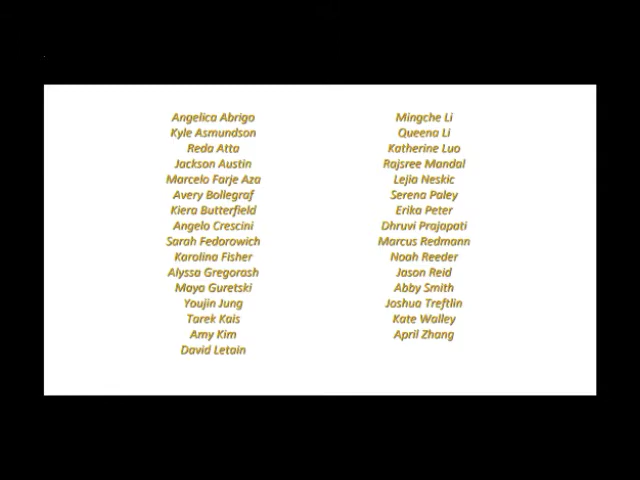 Angelica Abrigo
Kyle Asmundson
Reda Atta
Jackson Austin
Marcelo Farje Aza
Avery Bollegraf
Kiera Butterfield
Angelo Crescini
Sarah Fedorowich
Karolina Fisher
Alyssa Gregorash
Maya Guretski
Youjin Jung
Tarek Kais
Amy Kim
David Letain
Mingche Li
Queena Li
Katherine Luo
Rajsree Mandal
Lejla Neskic
Serena Paley
Erika Peter
Dhruvi Prajapati
Marcus Redmann
Noah Reeder
Jason Reid
Abby Smith
Joshua Treftlin
Kate Walley
April Zhang